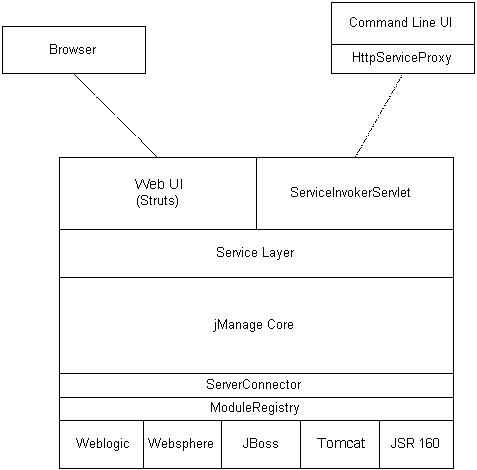 Command Line UI
Browser
HttpServiceProxy
Web UI
(Struts)
ServiceInvokerServlet
Service Layer
jManage Core
ServerConnector
ModuleRegistry
Weblogic
Websphere
JBoss
Tomcat
JSR 160